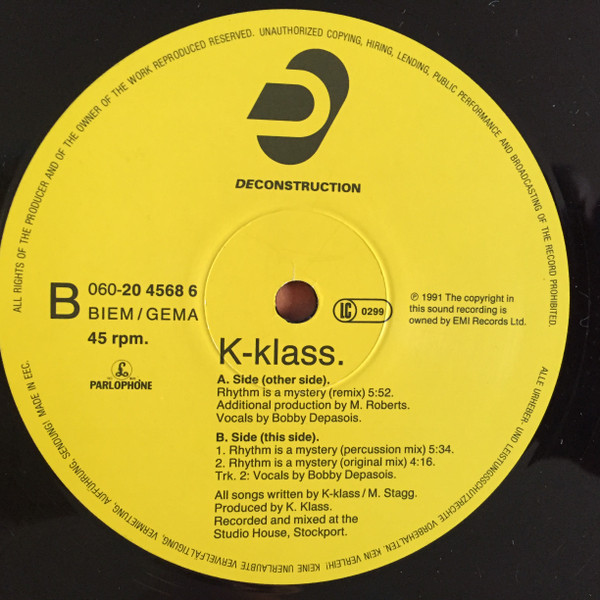 ALL RIGHTS OF THE PRODUCER AND OF THE OWNER OF THE WORK REPRODUCED RESERVED. UNAUTHORIZED COPYING, HIRING, LENDING, PUBLIC PERFORMANCE AND BROADCASTING OF THE RECORD PROHIBITED.
DECONSTRUCTION
B
060-20 4568 6
BIEM/GEMA
45 rpm.
PARLOPHONE
LC 0299
℗ 1991 The copyright in
this sound recording is
owned by EMI Records Ltd.
K-klass.
A. Side (other side).
Rhythm is a mystery (remix) 5:52.
Additional production by M. Roberts.
Vocals by Bobby Depasois.
B. Side (this side).
1. Rhythm is a mystery (percussion mix) 5:34.
2. Rhythm is a mystery (original mix) 4:16.
Trk. 2: Vocals by Bobby Depasois.
All songs written by K-klass/M. Stagg.
Produced by K. Klass.
Recorded and mixed at the
Studio House, Stockport.
ALLE URHEBER- UND LEISTUNGSSCHUTZRECHTE VORBEHALTEN. KEIN VERLEIH! KEINE UNERLAUBTE VERVIELFÄLTIGUNG, VERMIETUNG, AUFFÜHRUNG, SENDUNG! MADE IN EEC.